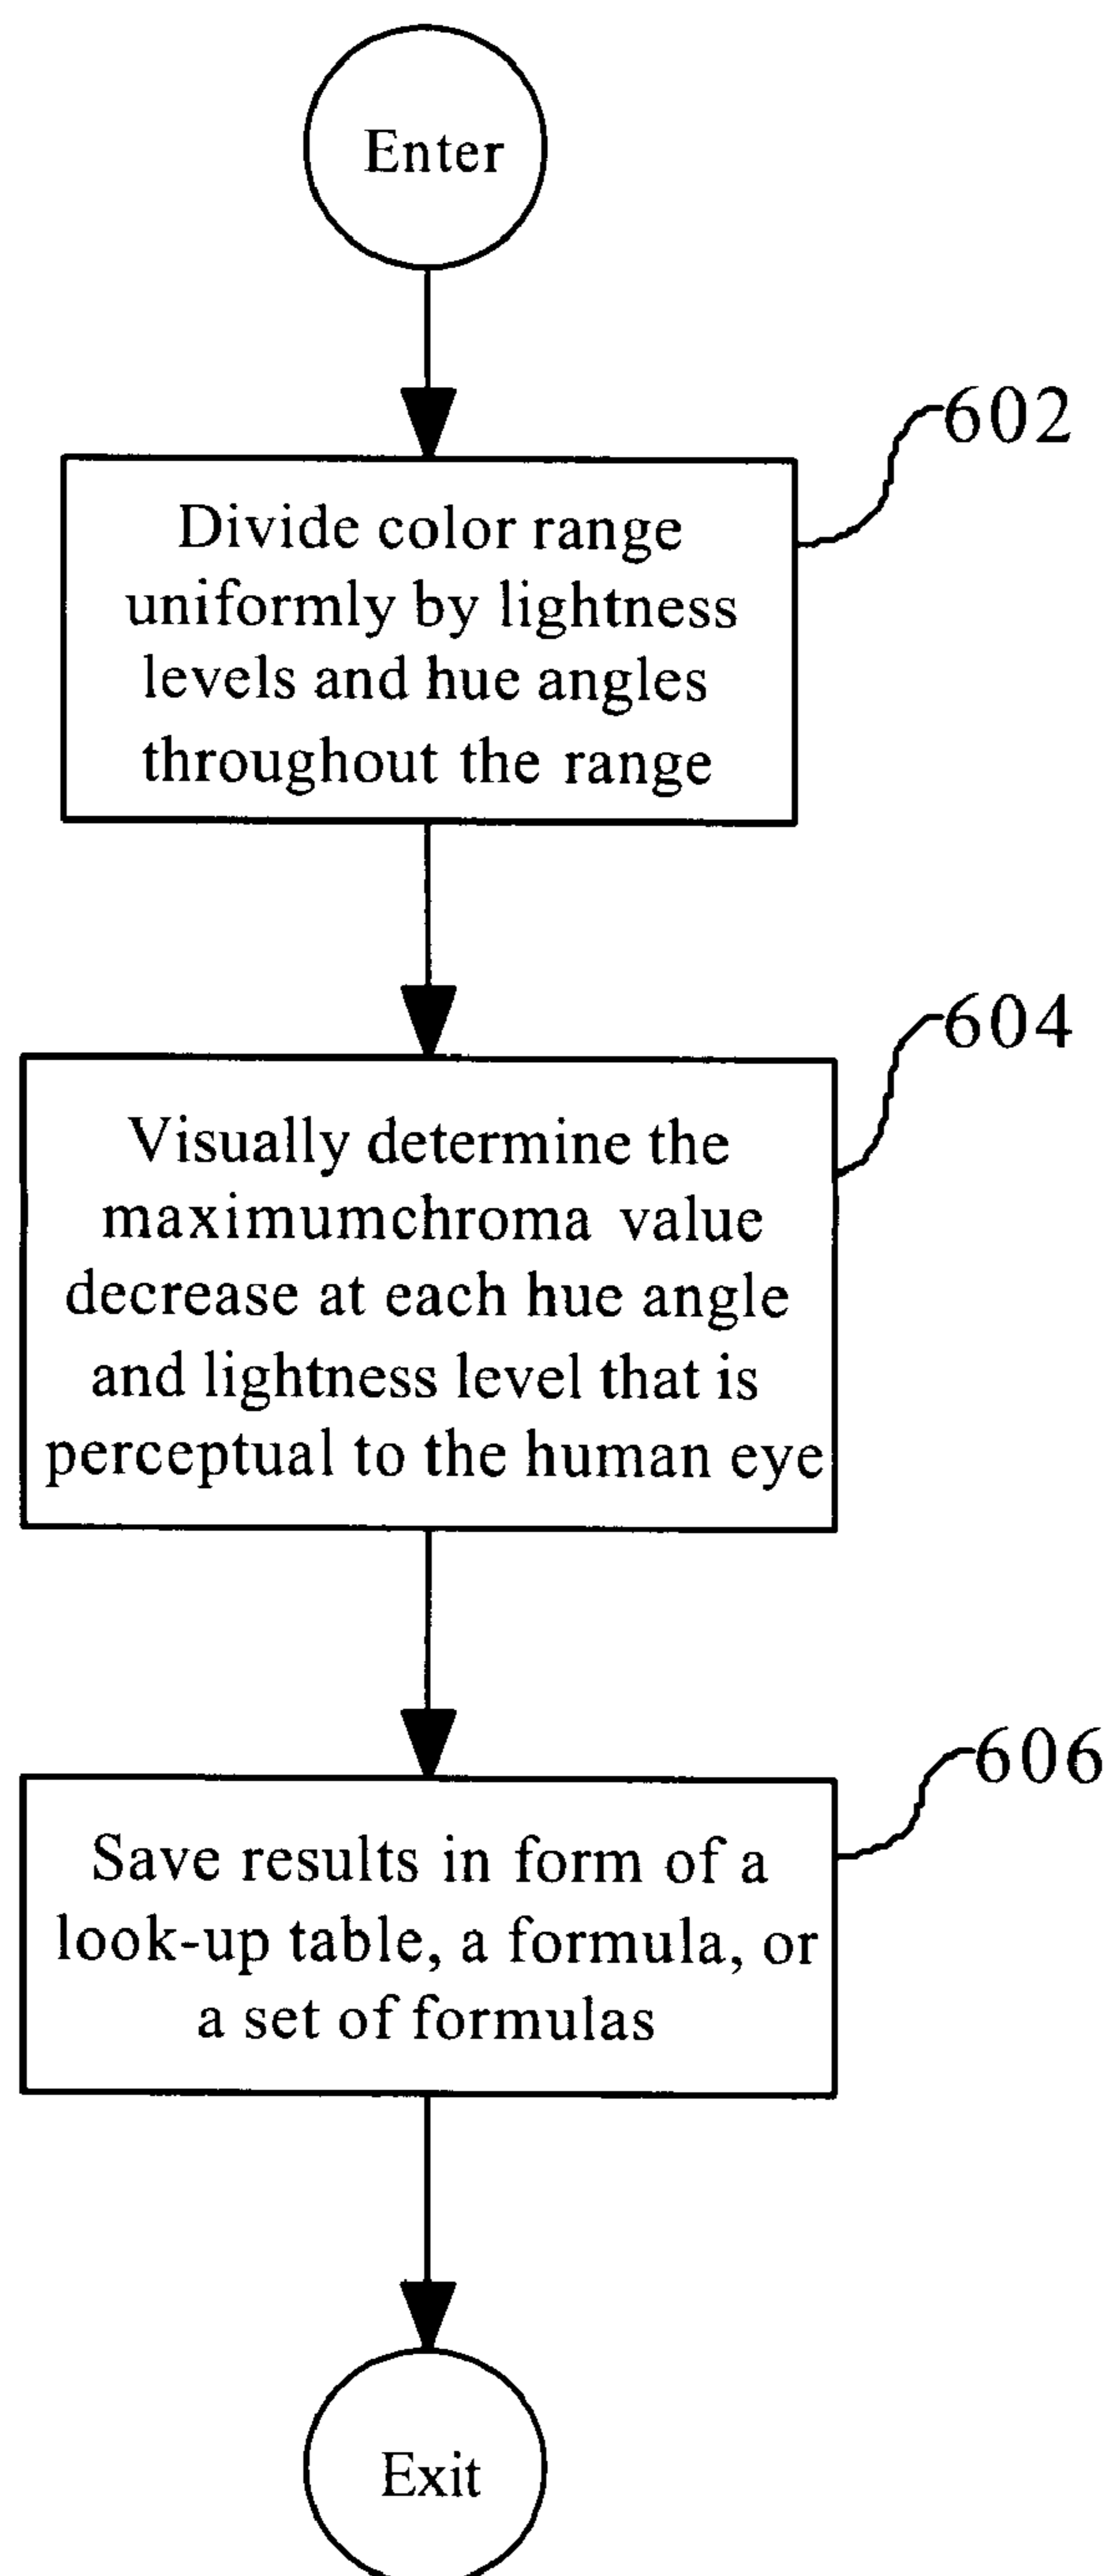 Enter
602
Divide color range
uniformly by lightness
levels and hue angles
throughout the range
604
Visually determine the
maximumchroma value
decrease at each hue angle
and lightness level that is
perceptual to the human eye
606
Save results in form of a
look-up table, a formula, or
a set of formulas
Exit